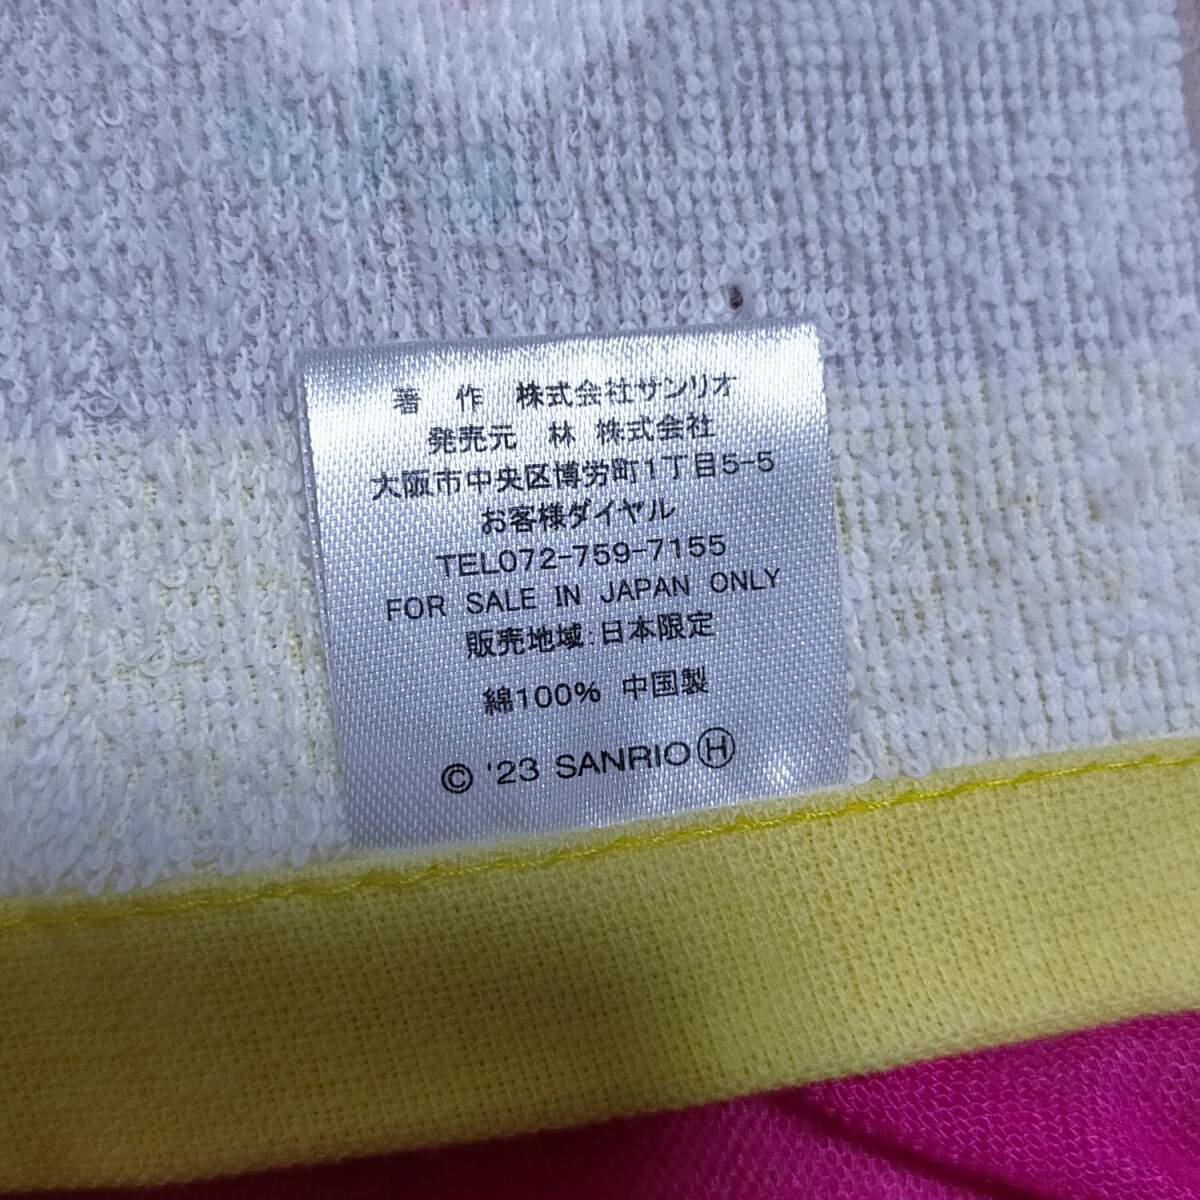 著 作 株式会社サンリオ
発売元 林 株式会社
大阪市中央区博労町1丁目5-5
お客様ダイヤル
TEL072-759-7155
FOR SALE IN JAPAN ONLY
販売地域:日本限定
綿100% 中国製
© '23 SANRIO Ⓗ